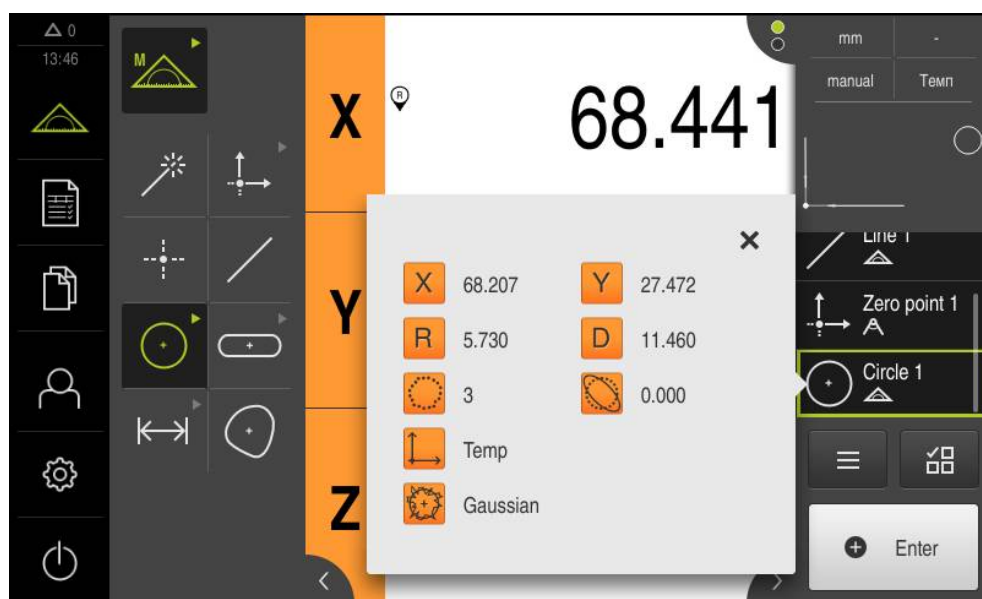 0
13:46
M
X
R
68.441
mm
-
manual
Темп
Y
Z
X
68.207
Y
27.472
R
5.730
D
11.460
3
0.000
Temp
Gaussian
Line 1
Zero point 1
Circle 1
Enter